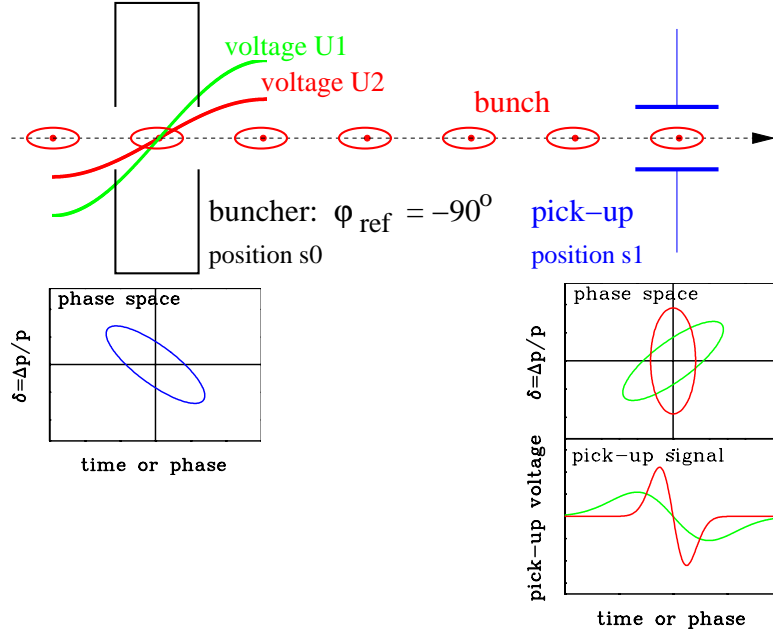 voltage U1
voltage U2
bunch
buncher: φ ref = −90°
pick−up
position s0
position s1
phase space
δ=Δp/p
time or phase
phase space
δ=Δp/p
pick−up signal
pick−up voltage
time or phase